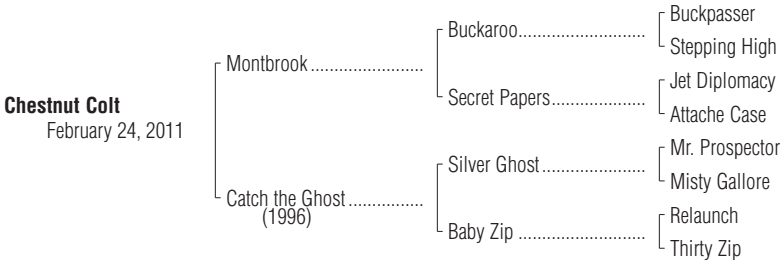 Buckpasser
Buckaroo
Stepping High
Montbrook
Jet Diplomacy
Secret Papers
Attache Case
Chestnut Colt
February 24, 2011
Mr. Prospector
Silver Ghost
Misty Gallore
Catch the Ghost
(1996)
Relaunch
Baby Zip
Thirty Zip